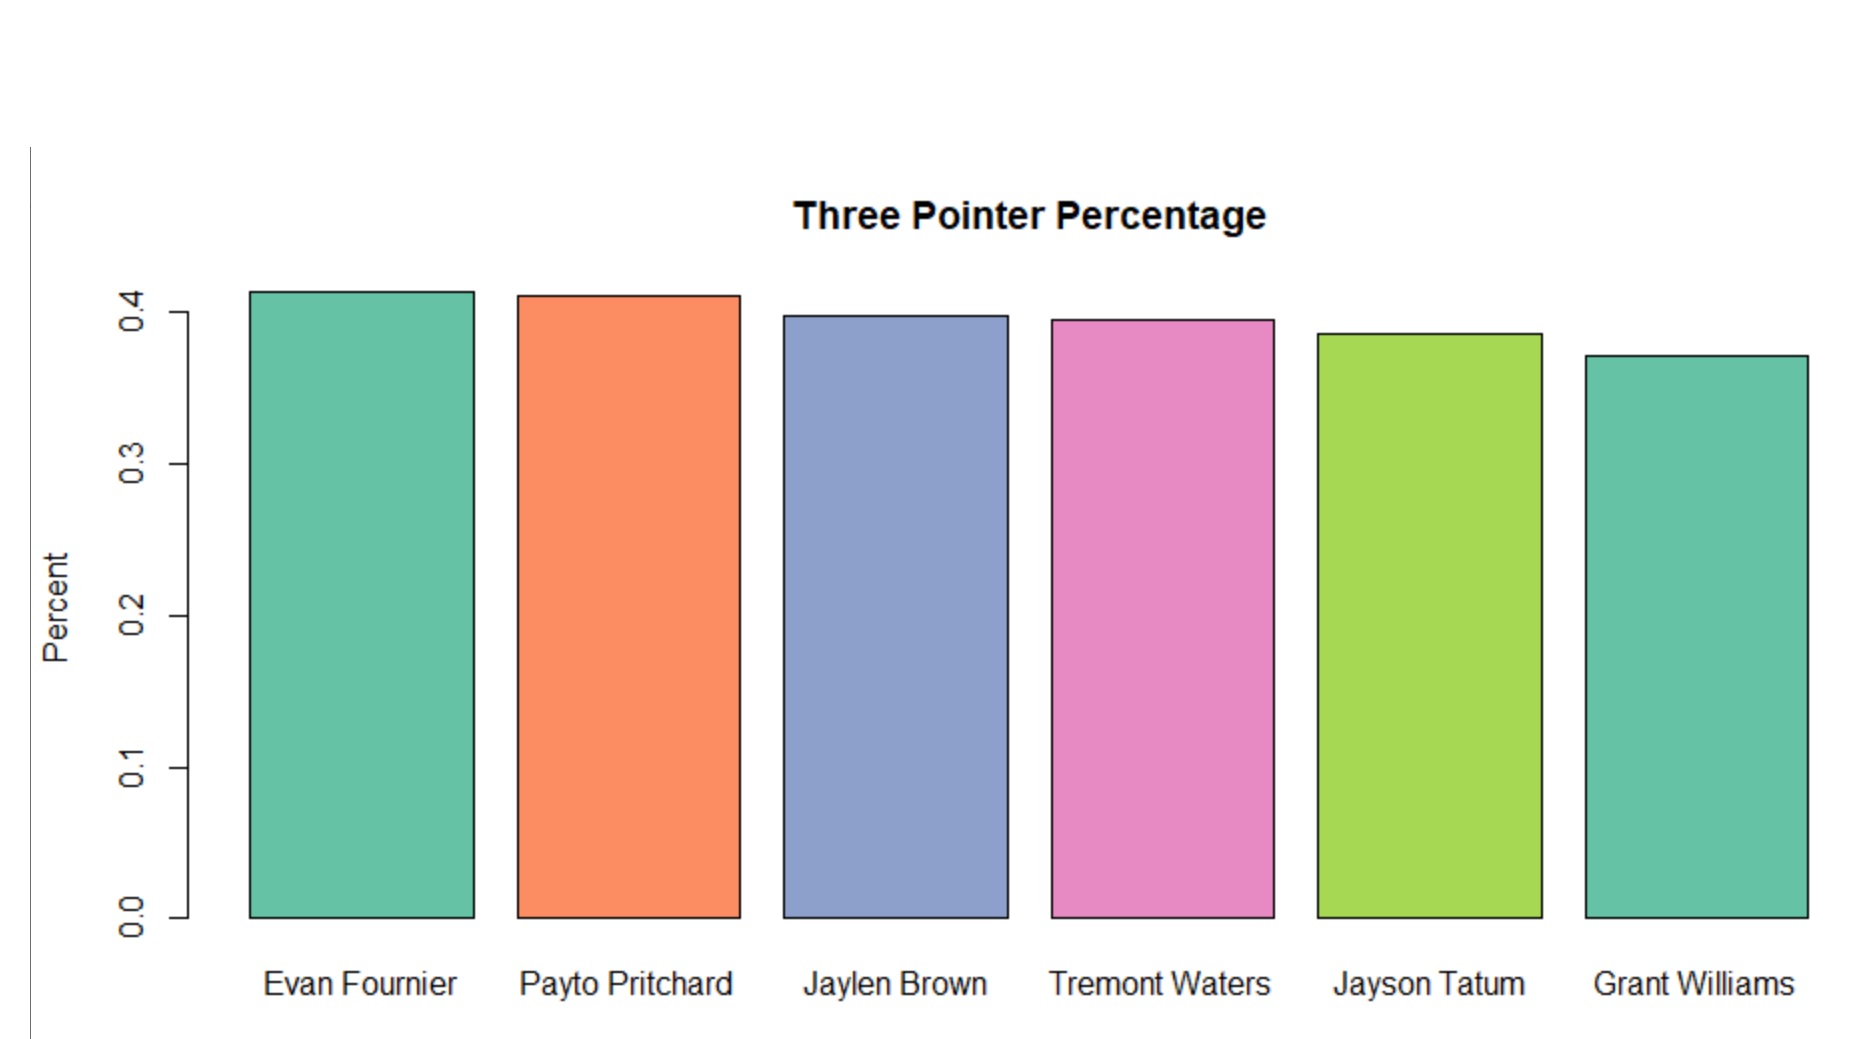 Three Pointer Percentage
Percent
0.4
0.3
0.2
0.1
0.0
Evan Fournier
Payto Pritchard
Jaylen Brown
Tremont Waters
Jayson Tatum
Grant Williams